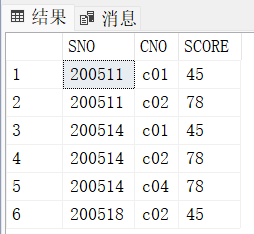 结果 消息
SNO CNO SCORE
1 200511 c01 45
2 200511 c02 78
3 200514 c01 45
4 200514 c02 78
5 200514 c04 78
6 200518 c02 45